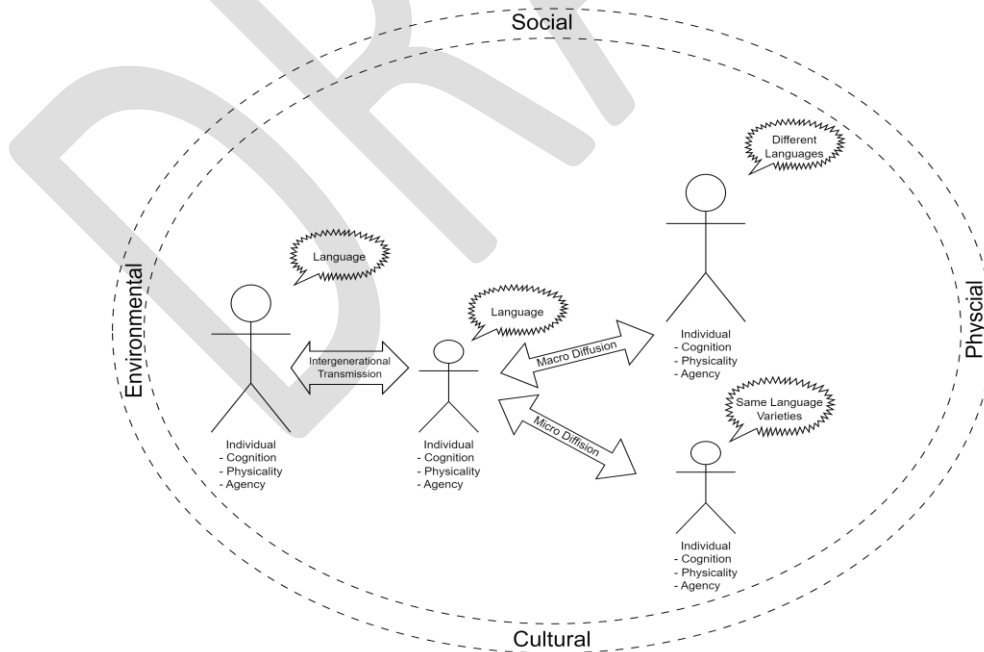 Social
Different
Languages
Language
Environmental
Language
Physcial
Individual
- Cognition
- Physicality
- Agency
Macro Diffusion
Intergenerational
Transmission
Same Language
Varieties
Micro Diffision
Individual
- Cognition
- Physicality
- Agency
Individual
- Cognition
- Physicality
- Agency
Individual
- Cognition
- Physicality
- Agency
Cultural